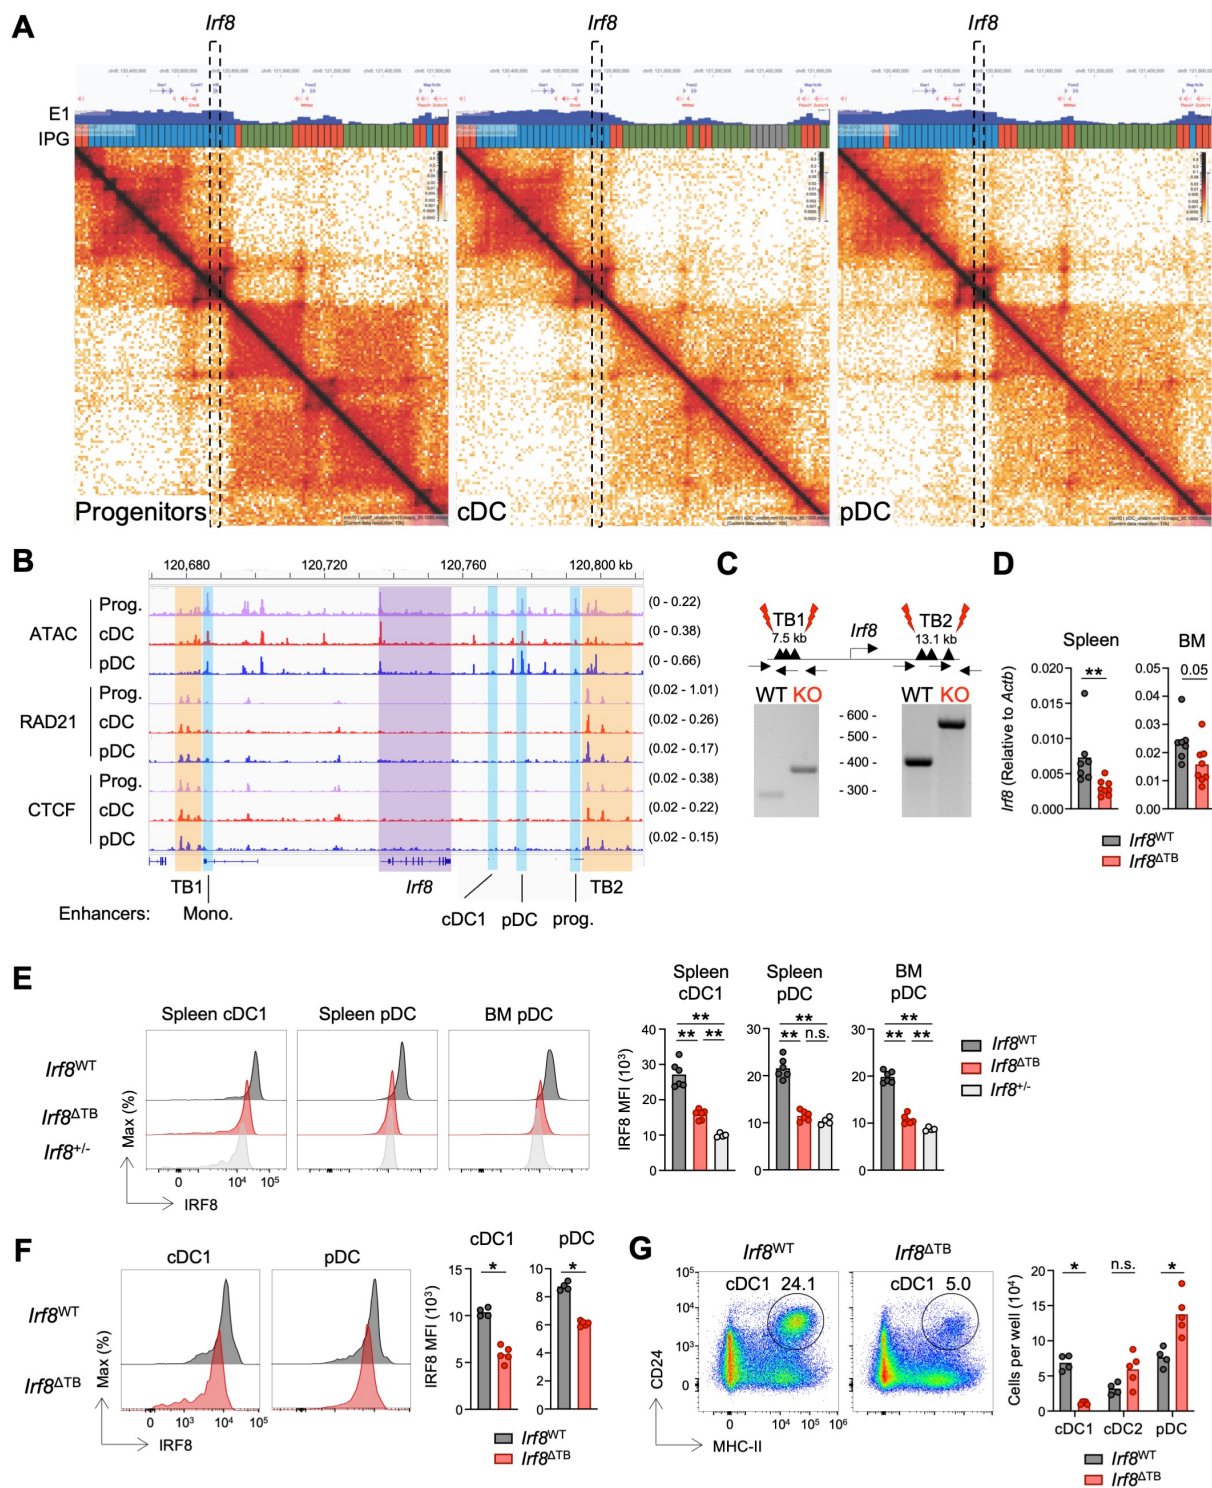 A
Irf8
Irf8
Irf8
E1
IPG
Progenitors
cDC
pDC
B
120,680
120,720
120,760
120,800 kb
ATAC
Prog.
(0 - 0.22)
cDC
(0 - 0.38)
pDC
(0 - 0.66)
RAD21
Prog.
(0.02 - 1.01)
cDC
(0.02 - 0.26)
pDC
(0.02 - 0.17)
CTCF
Prog.
(0.02 - 0.38)
cDC
(0.02 - 0.22)
pDC
(0.02 - 0.15)
TB1
Irf8
TB2
Enhancers:
Mono.
cDC1
pDC
prog.
C
TB1
7.5 kb
Irf8
TB2
13.1 kb
WT KO
WT KO
- 600 -
- 500 -
- 400 -
- 300 -
D
Spleen
BM
Irf8 (Relative to Actb)
0.020
0.015
0.010
0.005
0.000
**
0.05
0.04
0.03
0.02
0.01
0.00
0.05
Irf8WT
Irf8ΔTB
E
Spleen cDC1
Spleen pDC
BM pDC
Irf8WT
Irf8ΔTB
Irf8+/-
Max (%)
IRF8
0 10⁴ 10⁵
Spleen
cDC1
Spleen
pDC
BM
pDC
IRF8 MFI (10³)
40
30
20
10
0
**
** **
30
20
10
0
**
** n.s.
30
20
10
0
**
** **
Irf8WT
Irf8ΔTB
Irf8+/-
F
cDC1
pDC
Irf8WT
Irf8ΔTB
Max (%)
IRF8
0 10³ 10⁴ 10⁵
cDC1
pDC
IRF8 MFI (10³)
15
10
5
0
*
10
8
6
4
2
0
*
Irf8WT
Irf8ΔTB
G
Irf8WT
Irf8ΔTB
cDC1 24.1
cDC1 5.0
10⁵
10⁴
10³
0
CD24
0 10⁴ 10⁵ 10⁶
MHC-II
Cells per well (10⁴)
20
15
10
5
0
*
n.s.
*
cDC1 cDC2 pDC
Irf8WT
Irf8ΔTB